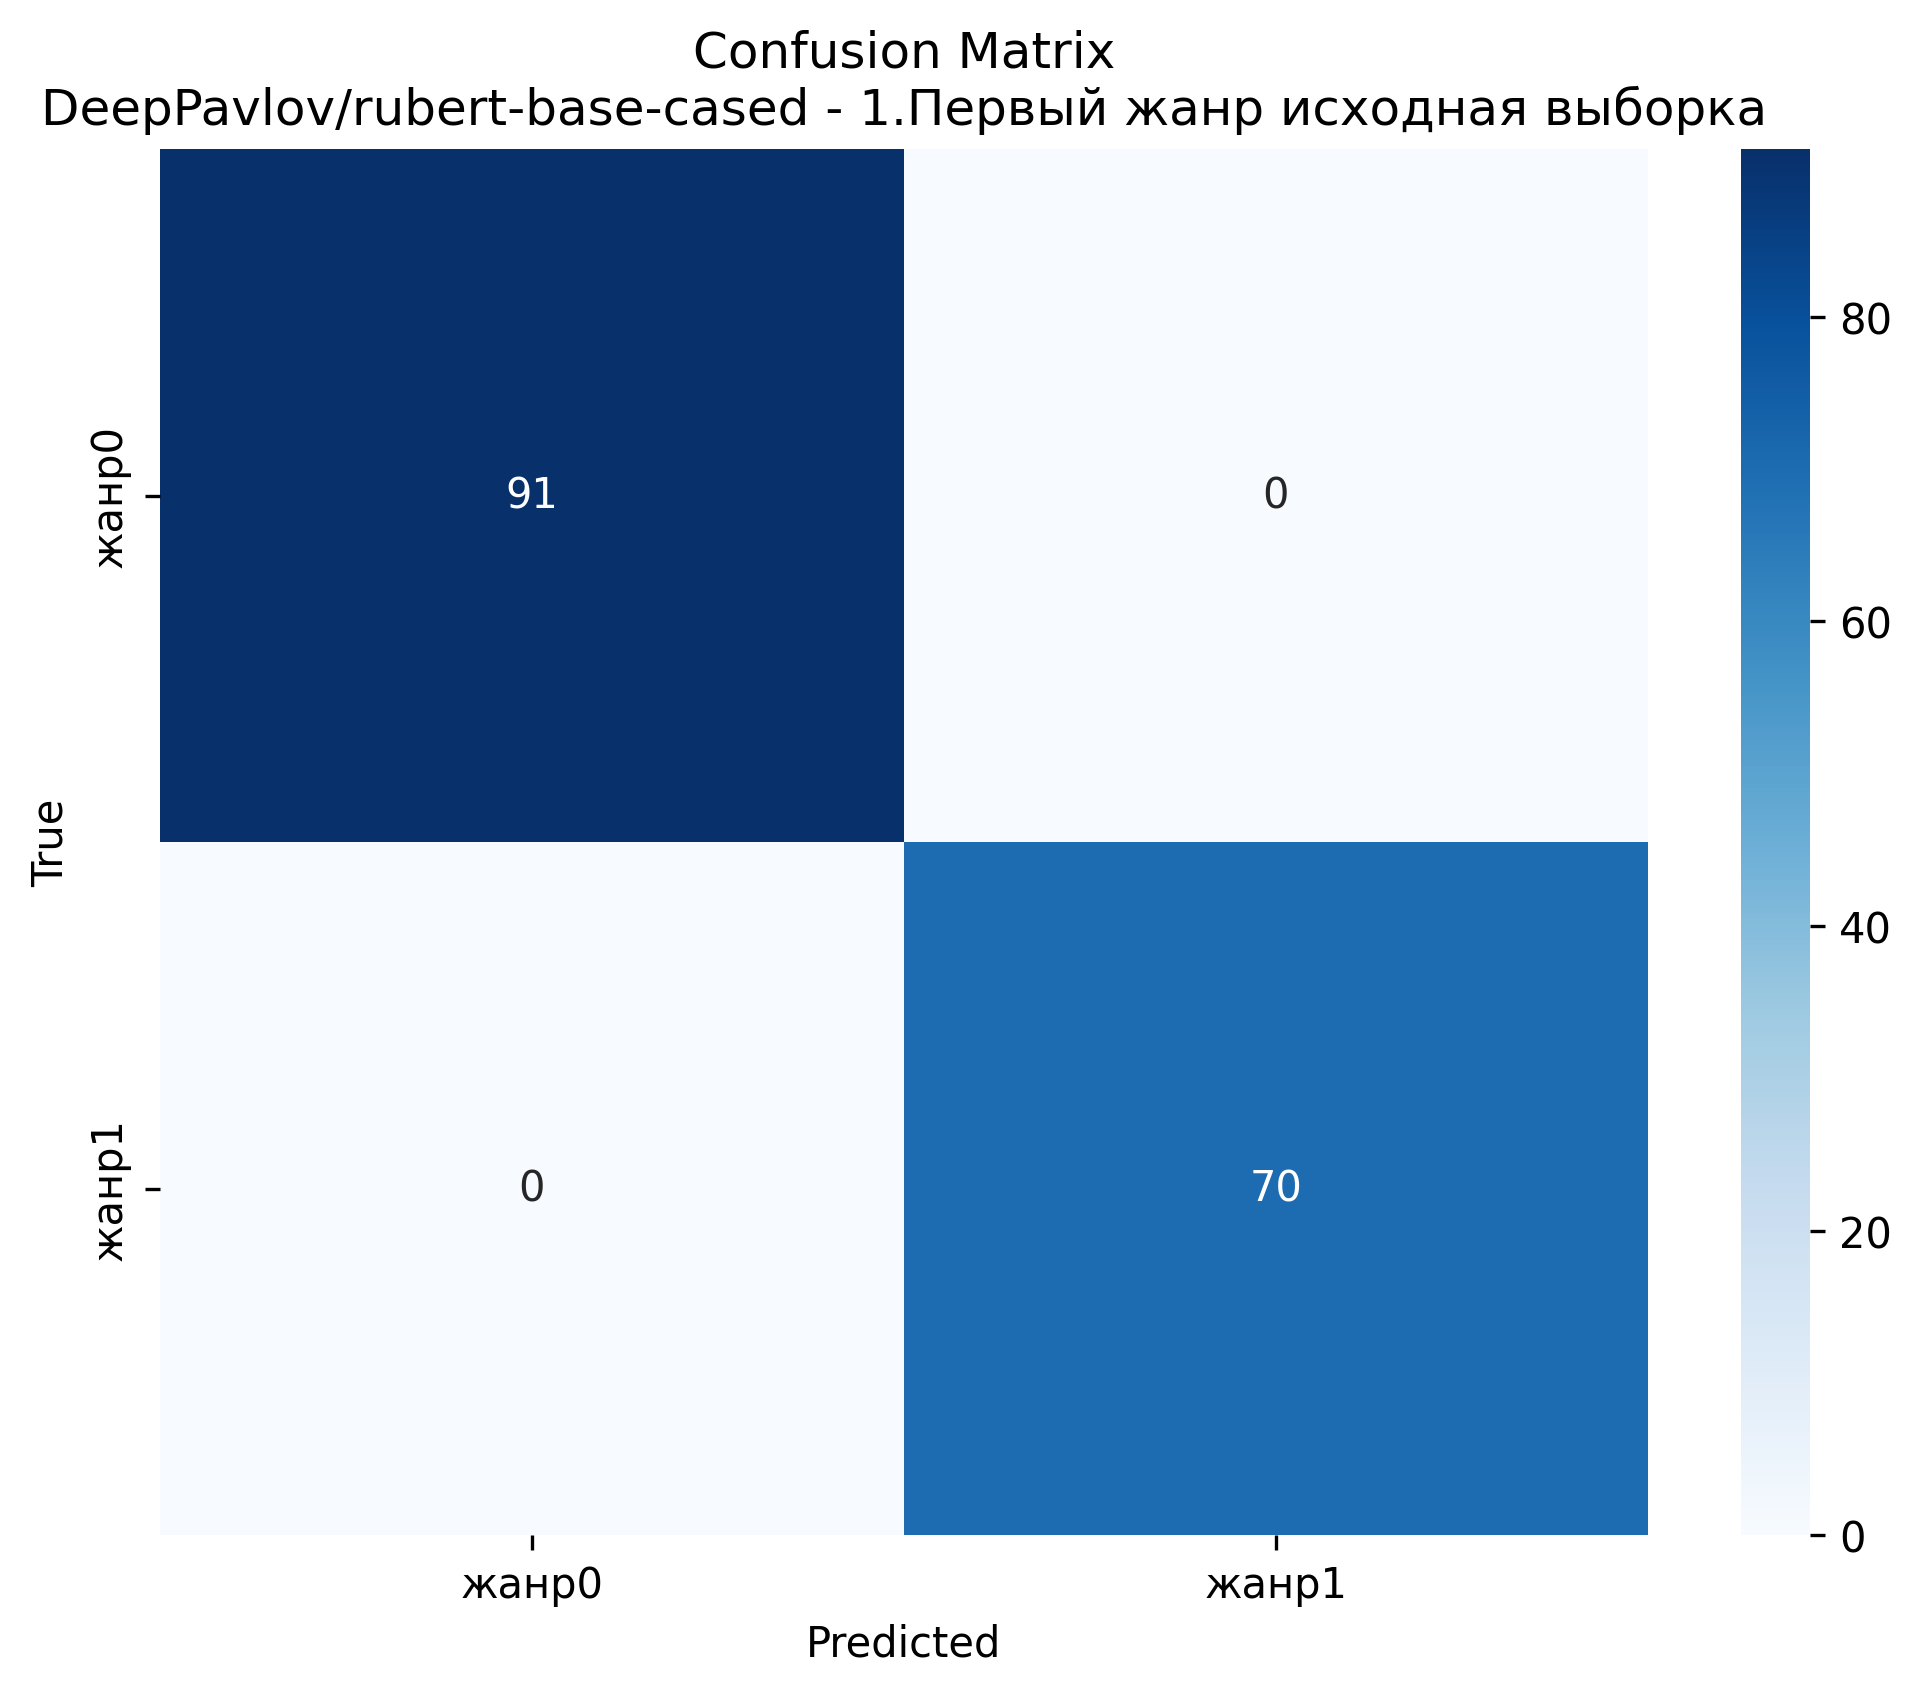 Confusion Matrix
DeepPavlov/rubert-base-cased - 1.Первый жанр исходная выборка
True
жанр0
91
0
жанр1
0
70
жанр0
жанр1
Predicted
80
60
40
20
0